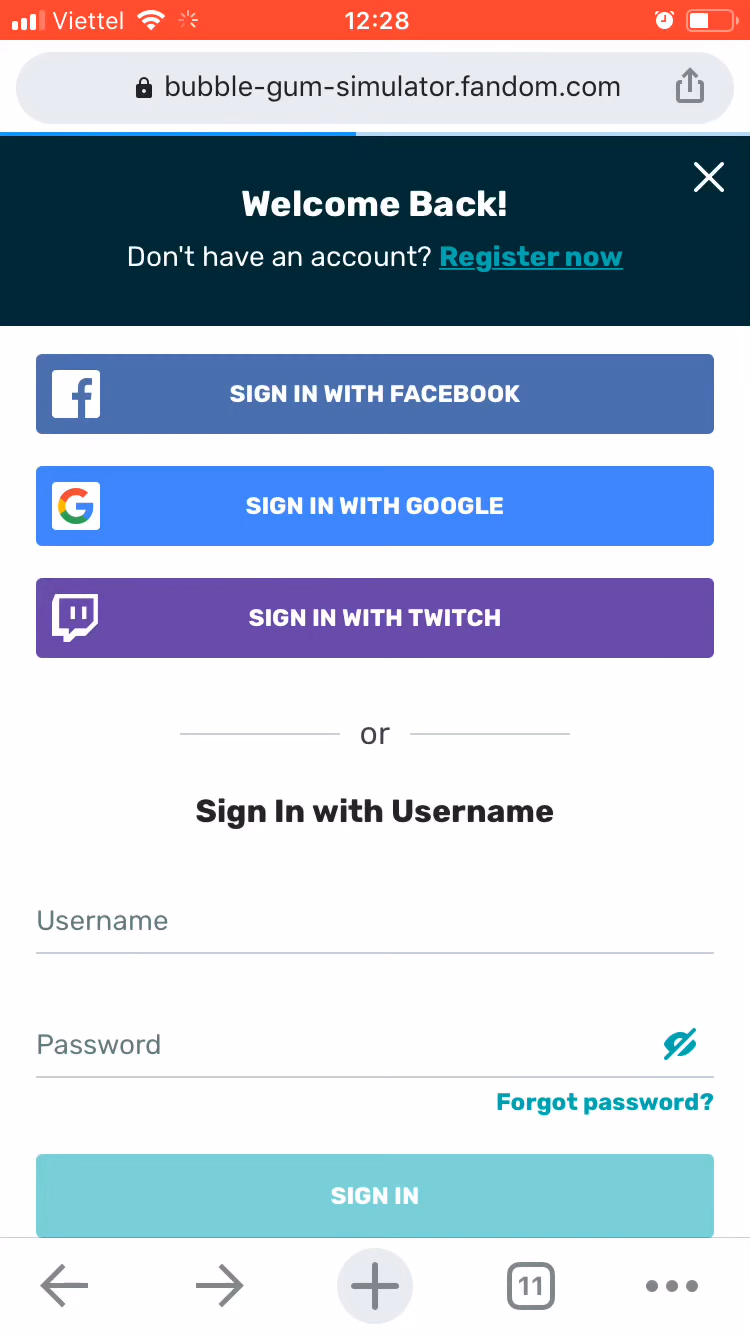 Viettel 12:28
bubble-gum-simulator.fandom.com
Welcome Back!
Don't have an account? Register now
SIGN IN WITH FACEBOOK
SIGN IN WITH GOOGLE
SIGN IN WITH TWITCH
or
Sign In with Username
Username
Password
Forgot password?
SIGN IN
11